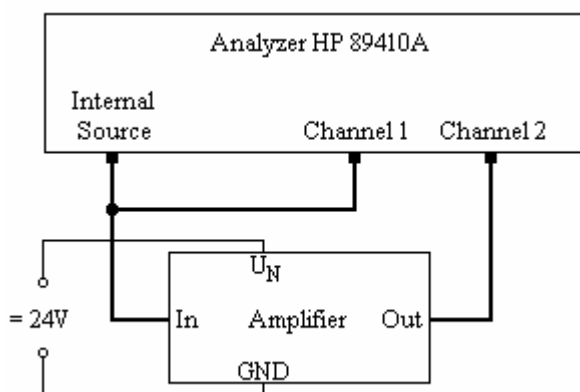 Analyzer HP 89410A
Internal
Source
Channel 1
Channel 2
U_N
= 24V
In
Amplifier
Out
GND